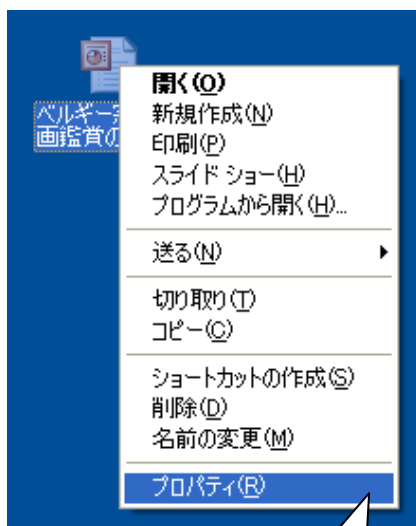 ベルギー
画鑑賞の
開く(O)
新規作成(N)
印刷(P)
スライド ショー(H)
プログラムから開く(H)...
送る(N)
切り取り(T)
コピー(C)
ショートカットの作成(S)
削除(D)
名前の変更(M)
プロパティ(R)